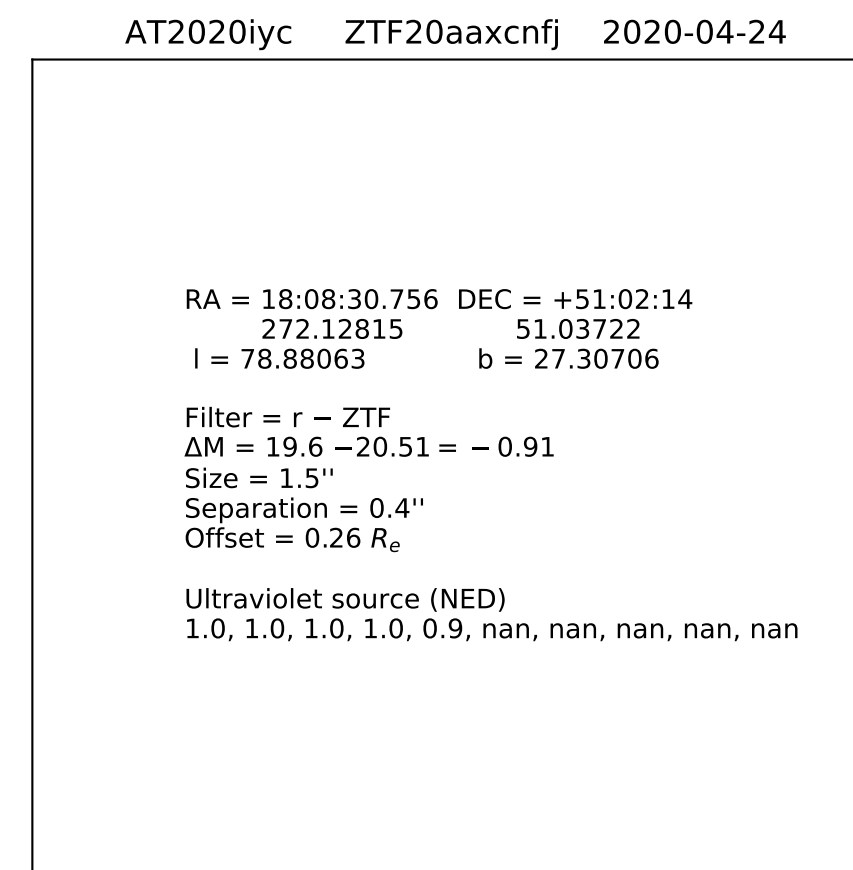 AT2020iyc ZTF20aaxcnfj 2020-04-24
RA = 18:08:30.756 DEC = +51:02:14
272.12815 51.03722
l = 78.88063 b = 27.30706
Filter = r − ZTF
ΔM = 19.6 −20.51 = − 0.91
Size = 1.5''
Separation = 0.4''
Offset = 0.26 Rₑ
Ultraviolet source (NED)
1.0, 1.0, 1.0, 1.0, 0.9, nan, nan, nan, nan, nan